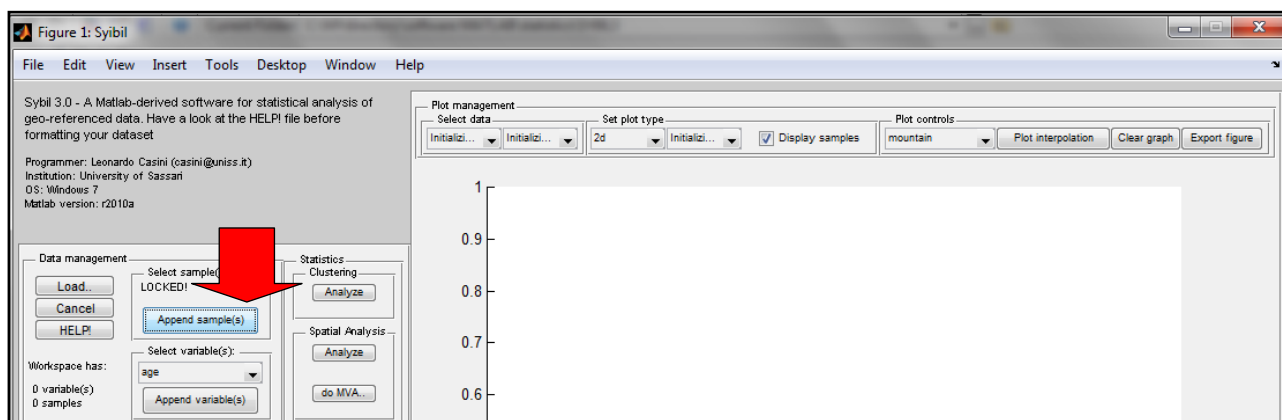 Figure 1: Syibil
File Edit View Insert Tools Desktop Window Help
Sybil 3.0 - A Matlab-derived software for statistical analysis of
geo-referenced data. Have a look at the HELP! file before
formatting your dataset
Programmer: Leonardo Casini (casini@uniss.it)
Institution: University of Sassari
OS: Windows 7
Matlab version: r2010a
Plot management
Select data
Set plot type
Plot controls
Initializi... Initializi... 2d Initializi... Display samples mountain Plot interpolation Clear graph Export figure
Data management
Load..
Cancel
HELP!
Workspace has:
0 variable(s)
0 samples
Select
LOCKED!
Append sample(s)
Select variable(s):
age
Append variable(s)
Statistics
Clustering
Analyze
Spatial Analysis
Analyze
do MVA..
1
0.9
0.8
0.7
0.6